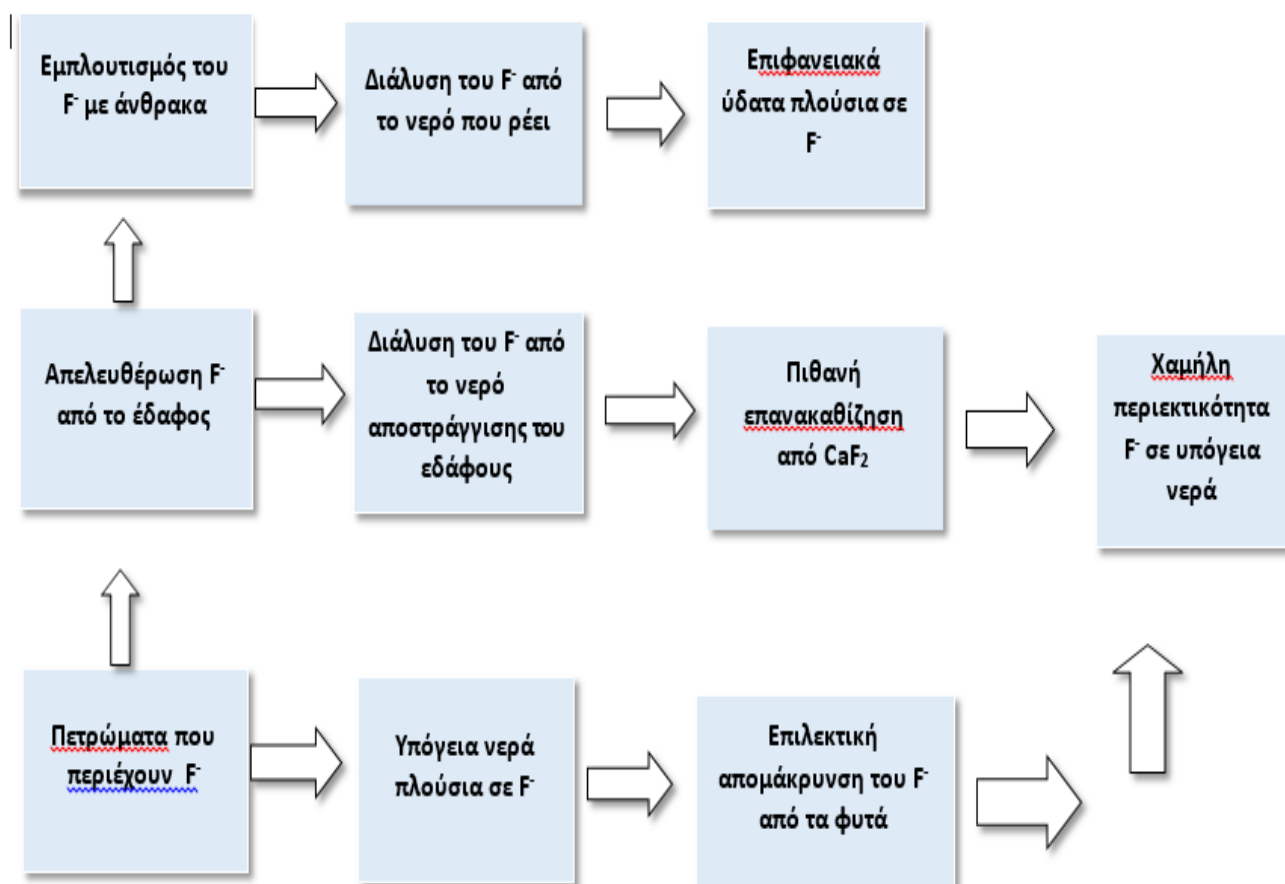 Εμπλουτισμός του
F⁻ με άνθρακα
Διάλυση του F⁻ από
το νερό που ρέει
Επιφανειακά
ύδατα πλούσια σε
F⁻
Απελευθέρωση F⁻
από το έδαφος
Διάλυση του F⁻ από
το νερό
αποστράγγισης του
εδάφους
Πιθανή
επανακαθίζηση
από CaF₂
Χαμήλη
περιεκτικότητα
F⁻ σε υπόγεια
νερά
Πετρώματα που
περιέχουν F⁻
Υπόγεια νερά
πλούσια σε F⁻
Επιλεκτική
απομάκρυνση του F⁻
από τα φυτά